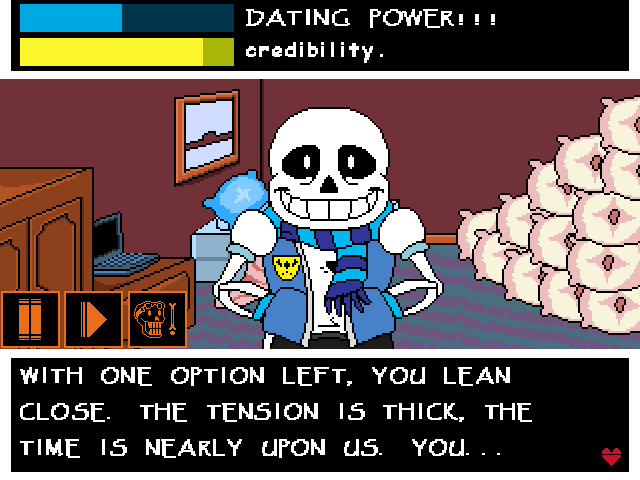 DATING POWER!!!
credibility.
WITH ONE OPTION LEFT, YOU LEAN
CLOSE. THE TENSION IS THICK, THE
TIME IS NEARLY UPON US. YOU...